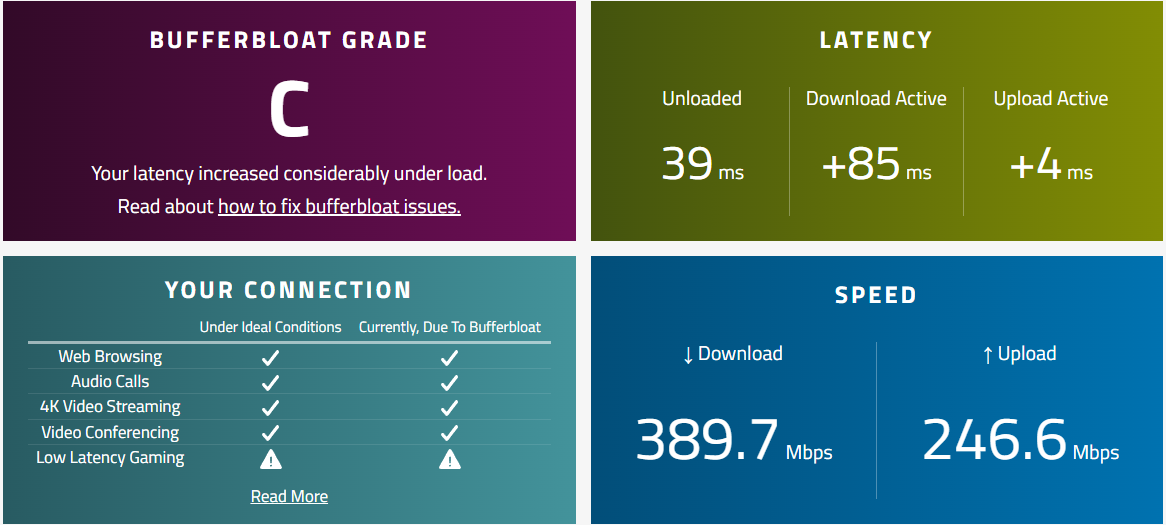 BUFFERBLOAT GRADE
C
Your latency increased considerably under load.
Read about how to fix bufferbloat issues.
LATENCY
Unloaded Download Active Upload Active
39 ms +85 ms +4 ms
YOUR CONNECTION
Under Ideal Conditions Currently, Due To Bufferbloat
Web Browsing
Audio Calls
4K Video Streaming
Video Conferencing
Low Latency Gaming
Read More
SPEED
↓ Download ↑ Upload
389.7 Mbps 246.6 Mbps